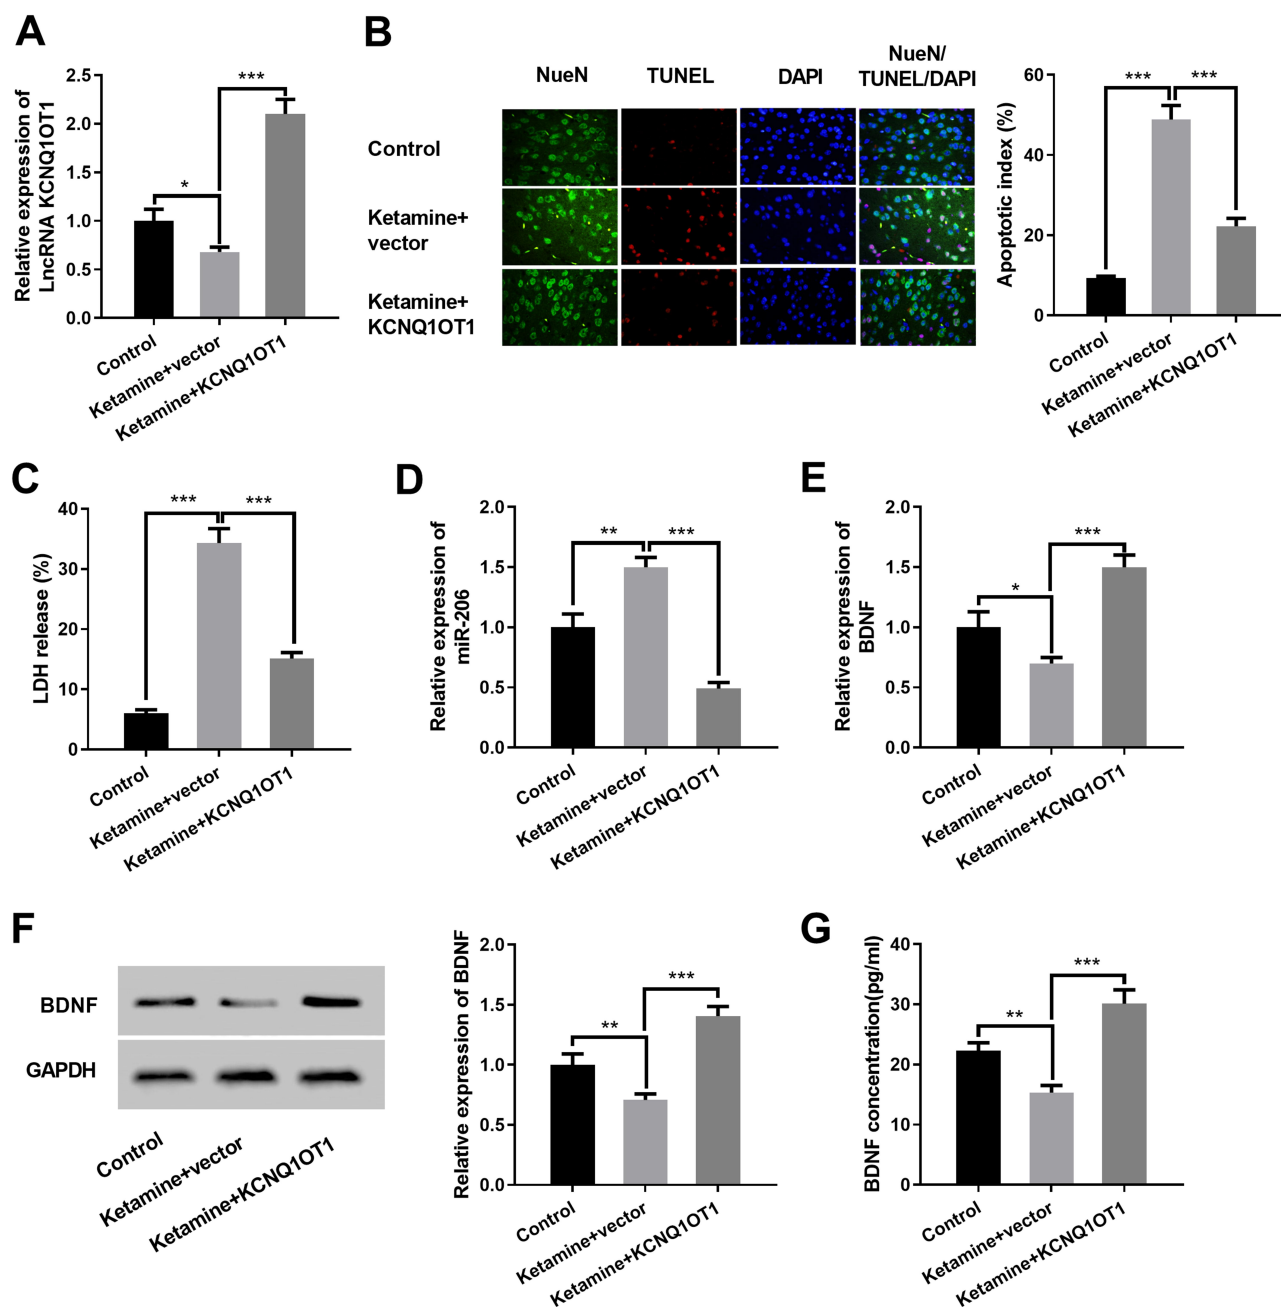 A
Relative expression of
LncRNA KCNQ1OT1
2.5
2.0
1.5
1.0
0.5
0.0
*
***
Control
Ketamine+vector
Ketamine+KCNQ1OT1
B
NueN
TUNEL
DAPI
NueN/
TUNEL/DAPI
Control
Ketamine+
vector
Ketamine+
KCNQ1OT1
Apoptotic index (%)
60
40
20
0
***
***
Control
Ketamine+vector
Ketamine+KCNQ1OT1
C
LDH release (%)
40
30
20
10
0
***
***
Control
Ketamine+vector
Ketamine+KCNQ1OT1
D
Relative expression of
miR-206
2.0
1.5
1.0
0.5
0.0
**
***
Control
Ketamine+vector
Ketamine+KCNQ1OT1
E
Relative expression of
BDNF
2.0
1.5
1.0
0.5
0.0
*
***
Control
Ketamine+vector
Ketamine+KCNQ1OT1
F
BDNF
GAPDH
Control
Ketamine+vector
Ketamine+KCNQ1OT1
Relative expression of BDNF
2.0
1.5
1.0
0.5
0.0
**
***
Control
Ketamine+vector
Ketamine+KCNQ1OT1
G
BDNF concentration(pg/ml)
40
30
20
10
0
**
***
Control
Ketamine+vector
Ketamine+KCNQ1OT1